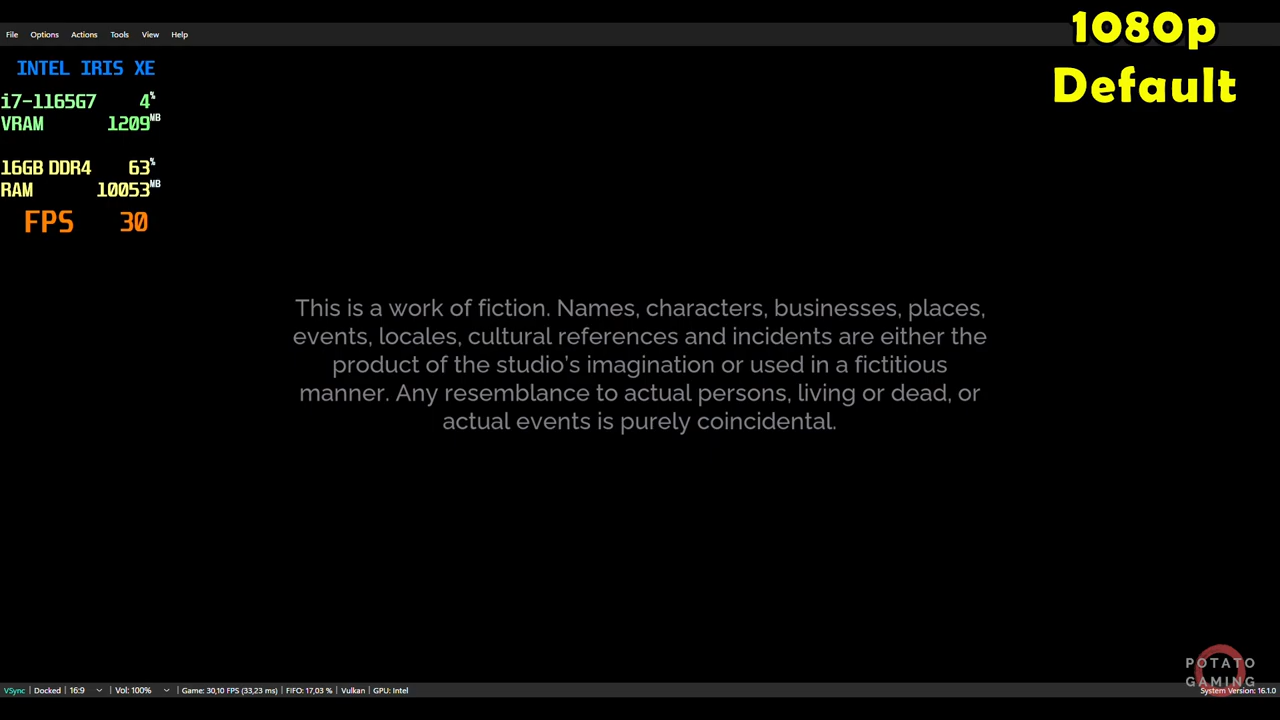 1080p
Default
File Options Actions Tools View Help
INTEL IRIS XE
i7-1165G7 4%
VRAM 1209MB
16GB DDR4 63%
RAM 10053MB
FPS 30
This is a work of fiction. Names, characters, businesses, places,
events, locales, cultural references and incidents are either the
product of the studio's imagination or used in a fictitious
manner. Any resemblance to actual persons, living or dead, or
actual events is purely coincidental.
POTATO
GAMING
VSync | Docked | 16:9 | Vol: 100% | Game: 30,10 FPS (33,23 ms) | FIFO: 17,03 % | Vulkan | GPU: Intel
System Version: 16.1.0